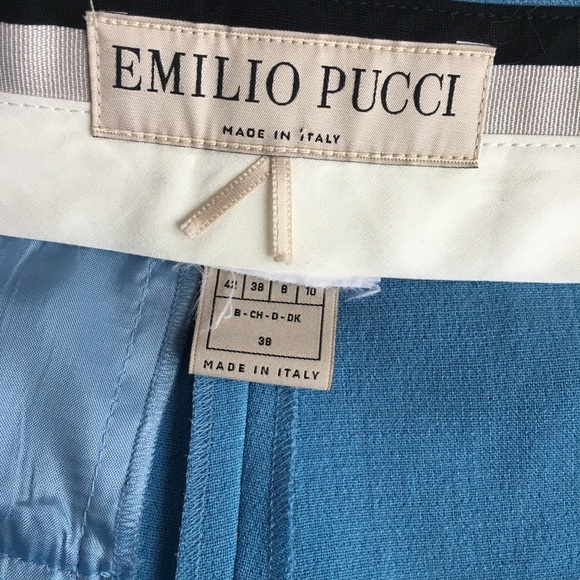 EMILIO PUCCI
MADE IN ITALY
42 38 8 10
B-CH-D-DK
38
MADE IN ITALY